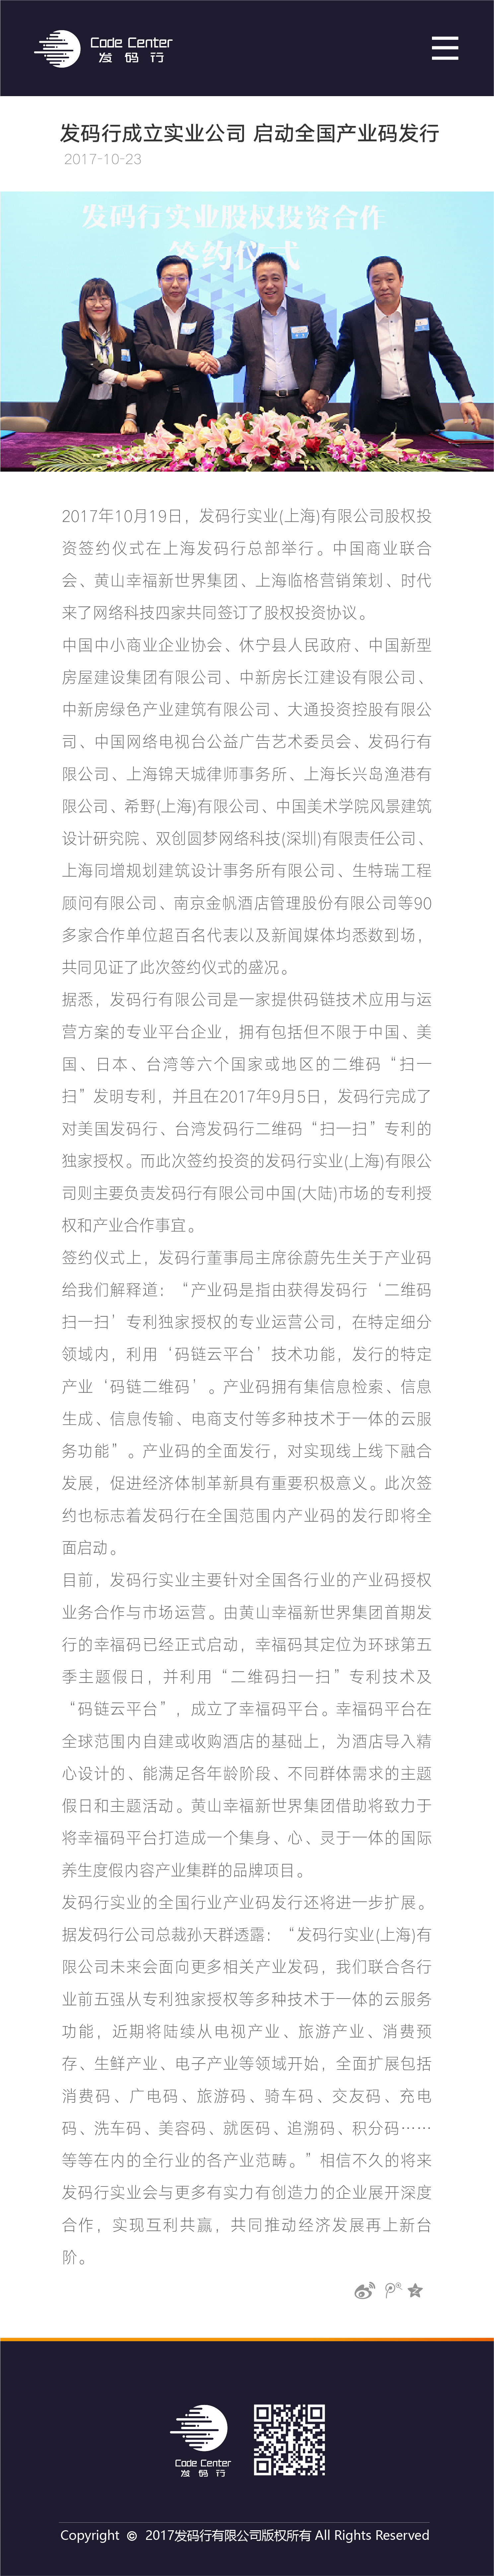 Code Center
发 码 行
发码行成立实业公司 启动全国产业码发行
2017-10-23
发码行实业股权投资合作
签约仪式
2017年10月19日，发码行实业(上海)有限公司股权投
资签约仪式在上海发码行总部举行。中国商业联合
会、黄山幸福新世界集团、上海临格营销策划、时代
来了网络科技四家共同签订了股权投资协议。
中国中小商业企业协会、休宁县人民政府、中国新型
房屋建设集团有限公司、中新房长江建设有限公司、
中新房绿色产业建筑有限公司、大通投资控股有限公
司、中国网络电视台公益广告艺术委员会、发码行有
限公司、上海锦天城律师事务所、上海长兴岛渔港有
限公司、希野(上海)有限公司、中国美术学院风景建筑
设计研究院、双创圆梦网络科技(深圳)有限责任公司、
上海同增规划建筑设计事务所有限公司、生特瑞工程
顾问有限公司、南京金帆酒店管理股份有限公司等90
多家合作单位超百名代表以及新闻媒体均悉数到场，
共同见证了此次签约仪式的盛况。
据悉，发码行有限公司是一家提供码链技术应用与运
营方案的专业平台企业，拥有包括但不限于中国、美
国、日本、台湾等六个国家或地区的二维码“扫一
扫”发明专利，并且在2017年9月5日，发码行完成了
对美国发码行、台湾发码行二维码“扫一扫”专利的
独家授权。而此次签约投资的发码行实业(上海)有限公
司则主要负责发码行有限公司中国(大陆)市场的专利授
权和产业合作事宜。
签约仪式上，发码行董事局主席徐蔚先生关于产业码
给我们解释道：“产业码是指由获得发码行‘二维码
扫一扫’专利独家授权的专业运营公司，在特定细分
领域内，利用‘码链云平台’技术功能，发行的特定
产业‘码链二维码’。产业码拥有集信息检索、信息
生成、信息传输、电商支付等多种技术于一体的云服
务功能”。产业码的全面发行，对实现线上线下融合
发展，促进经济体制革新具有重要积极意义。此次签
约也标志着发码行在全国范围内产业码的发行即将全
面启动。
目前，发码行实业主要针对全国各行业的产业码授权
业务合作与市场运营。由黄山幸福新世界集团首期发
行的幸福码已经正式启动，幸福码其定位为环球第五
季主题假日，并利用“二维码扫一扫”专利技术及
“码链云平台”，成立了幸福码平台。幸福码平台在
全球范围内自建或收购酒店的基础上，为酒店导入精
心设计的、能满足各年龄阶段、不同群体需求的主题
假日和主题活动。黄山幸福新世界集团借助将致力于
将幸福码平台打造成一个集身、心、灵于一体的国际
养生度假内容产业集群的品牌项目。
发码行实业的全国行业产业码发行还将进一步扩展。
据发码行公司总裁孙天群透露：“发码行实业(上海)有
限公司未来会面向更多相关产业发码，我们联合各行
业前五强从专利独家授权等多种技术于一体的云服务
功能，近期将陆续从电视产业、旅游产业、消费预
存、生鲜产业、电子产业等领域开始，全面扩展包括
消费码、广电码、旅游码、骑车码、交友码、充电
码、洗车码、美容码、就医码、追溯码、积分码……
等等在内的全行业的各产业范畴。”相信不久的将来
发码行实业会与更多有实力有创造力的企业展开深度
合作，实现互利共赢，共同推动经济发展再上新台
阶。
Code Center
发 码 行
Copyright © 2017发码行有限公司版权所有 All Rights Reserved